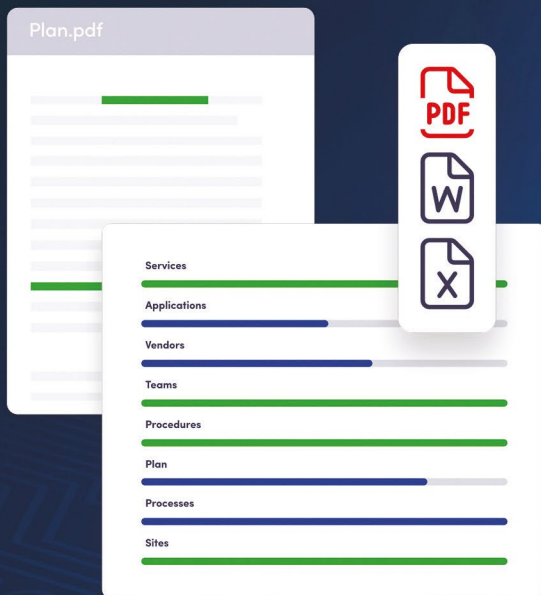 Plan.pdf
PDF
W
X
Services
Applications
Vendors
Teams
Procedures
Plan
Processes
Sites